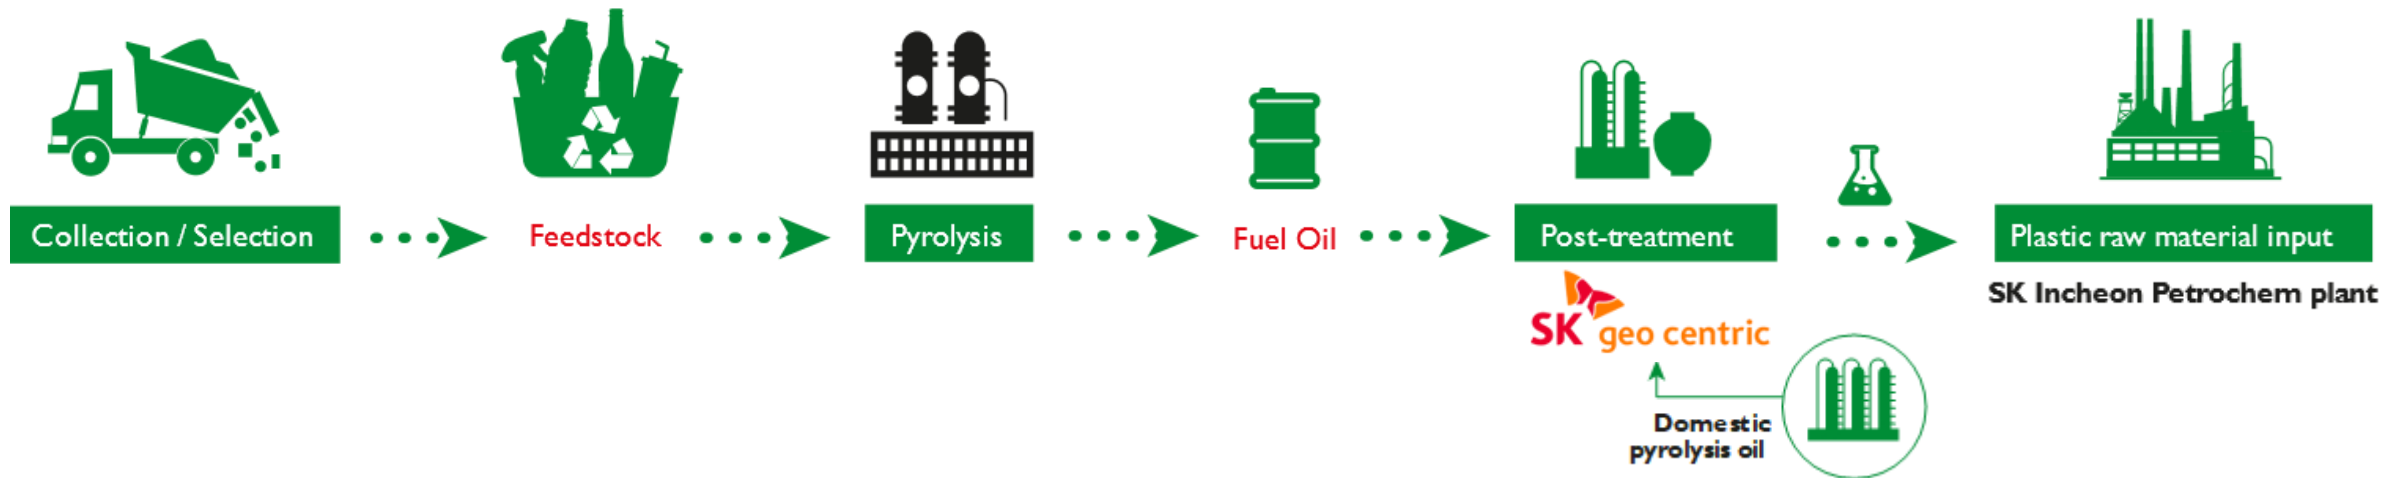 Collection / Selection
Feedstock
Pyrolysis
Fuel Oil
Post-treatment
Plastic raw material input
SK Incheon Petrochem plant
SK geo centric
Domestic
pyrolysis oil